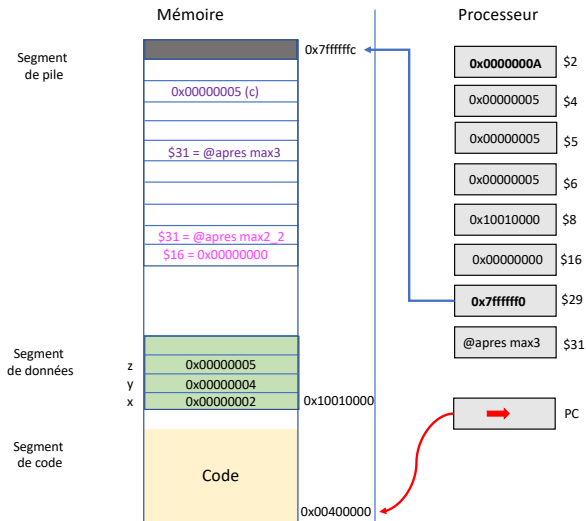 Mémoire
Processeur
Segment
de pile
0x7ffffffc
0x0000000A
$2
0x00000005 (c)
0x00000005
$4
0x00000005
$5
$31 = @apres max3
0x00000005
$6
0x10010000
$8
$31 = @apres max2_2
$16 = 0x00000000
0x00000000
$16
0x7ffffff0
$29
@apres max3
$31
Segment
de données
z
0x00000005
y
0x00000004
x
0x00000002
0x10010000
PC
Segment
de code
Code
0x00400000